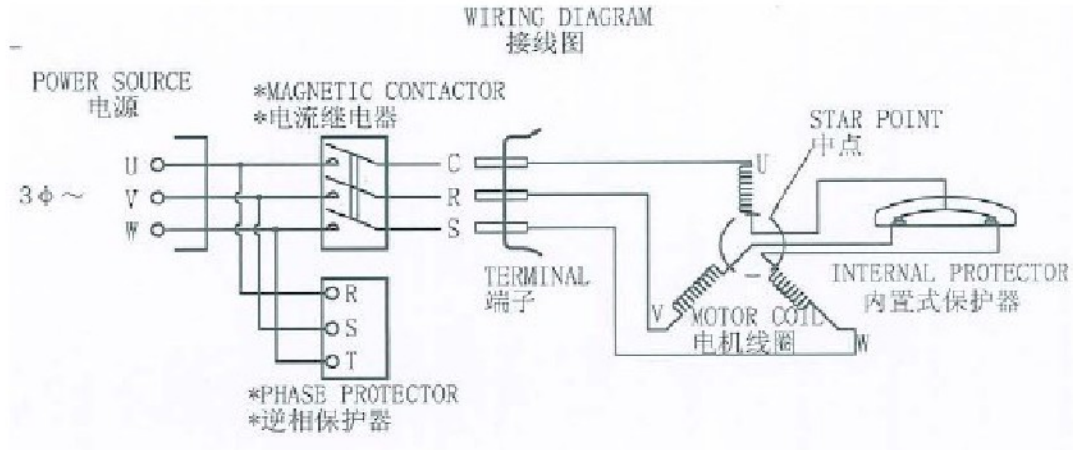 WIRING DIAGRAM
接线图
POWER SOURCE
电源
*MAGNETIC CONTACTOR
*电流继电器
STAR POINT
中点
3φ～
U
V
W
C
R
S
U
TERMINAL
端子
INTERNAL PROTECTOR
内置式保护器
V
MOTOR COIL
电机线圈
W
R
S
T
*PHASE PROTECTOR
*逆相保护器